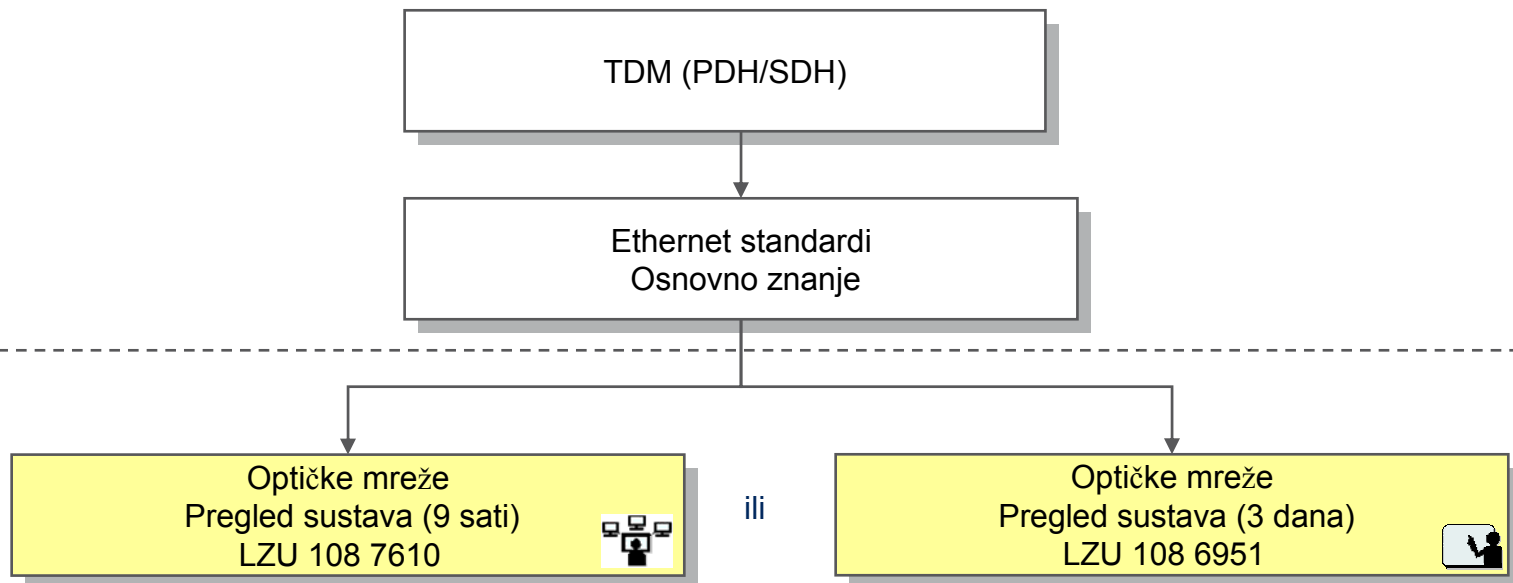 TDM (PDH/SDH)
Ethernet standardi
Osnovno znanje
Optičke mreže
Pregled sustava (9 sati)
LZU 108 7610
ili
Optičke mreže
Pregled sustava (3 dana)
LZU 108 6951